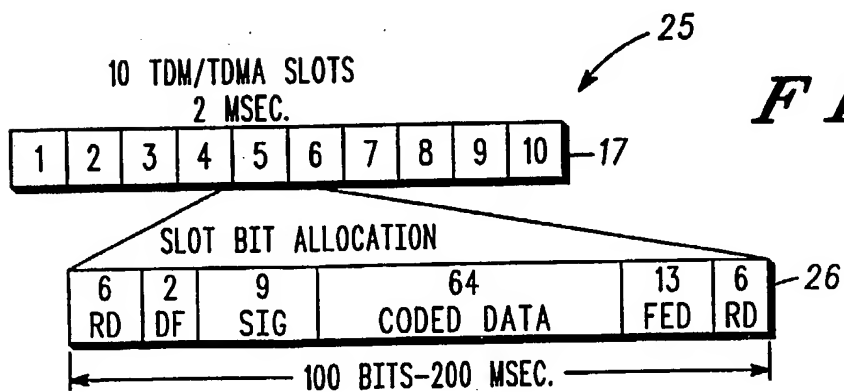 25
10 TDM/TDMA SLOTS
2 MSEC.
F I
1 2 3 4 5 6 7 8 9 10
17
SLOT BIT ALLOCATION
6 2 9 64 13 6
RD DF SIG CODED DATA FED RD
26
100 BITS-200 MSEC.